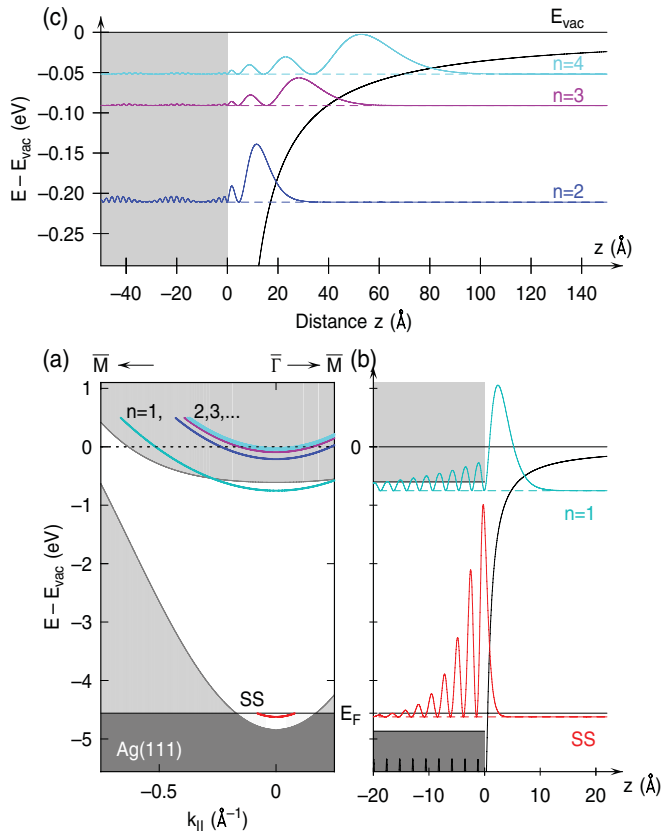 (c)
E_vac
0
−0.05
−0.10
−0.15
−0.20
−0.25
E – E_vac (eV)
n=4
n=3
n=2
z (Å)
−40 −20 0 20 40 60 80 100 120 140
Distance z (Å)
(a)
M̅ ← Γ̅ → M̅
n=1, 2,3,...
1
0
−1
−2
−3
−4
−5
E – E_vac (eV)
SS
E_F
Ag(111)
−0.5 0
k_|| (Å⁻¹)
(b)
0
n=1
SS
−20 −10 0 10 20
z (Å)